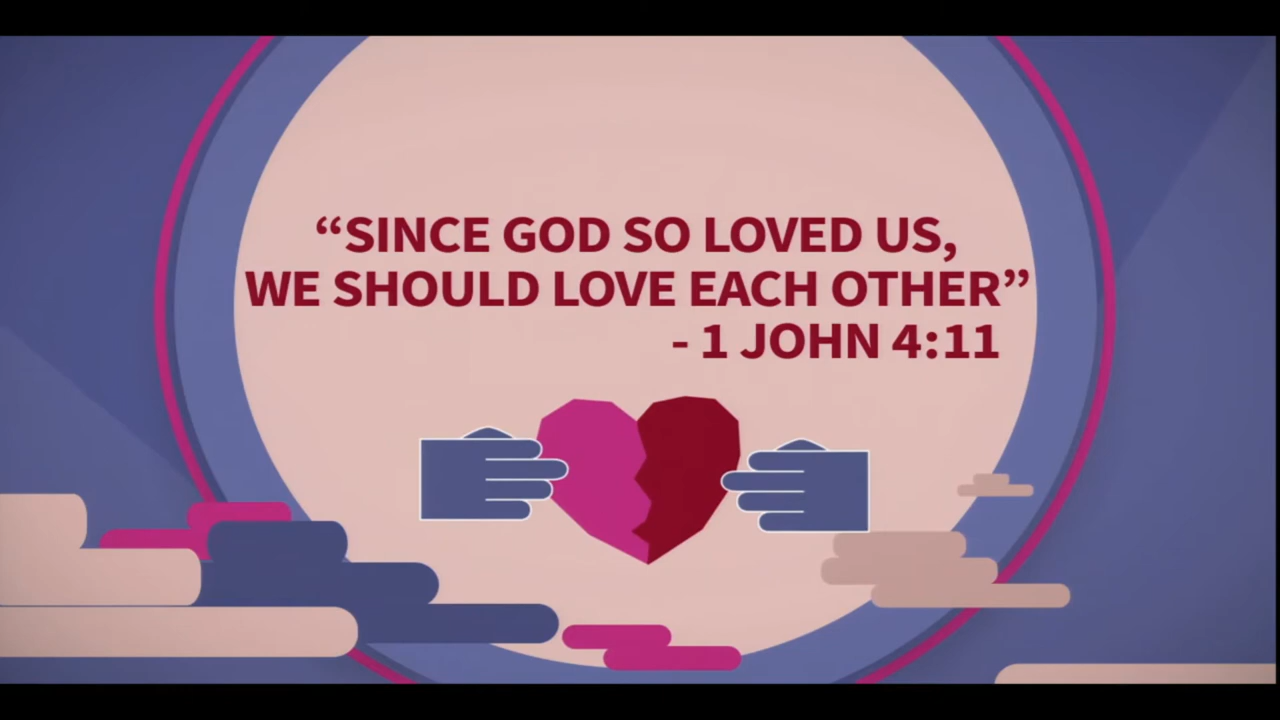 “SINCE GOD SO LOVED US,
WE SHOULD LOVE EACH OTHER”
- 1 JOHN 4:11